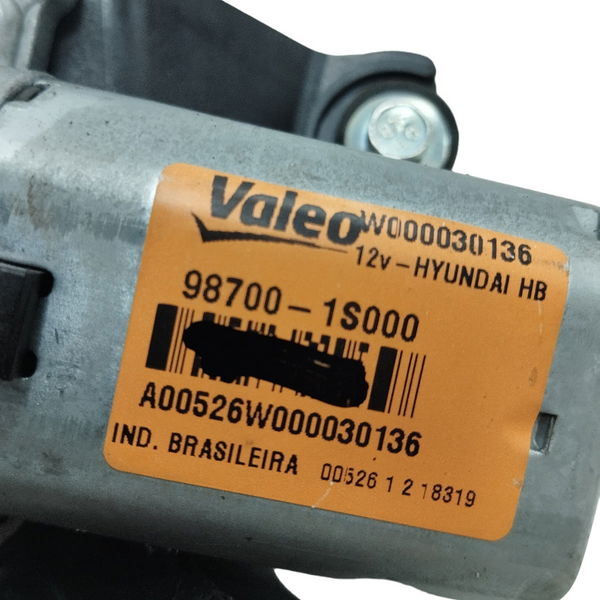 Valeo W000030136
12v-HYUNDAI HB
98700-1S000
A00526W000030136
IND. BRASILEIRA 00526 1 2 18319